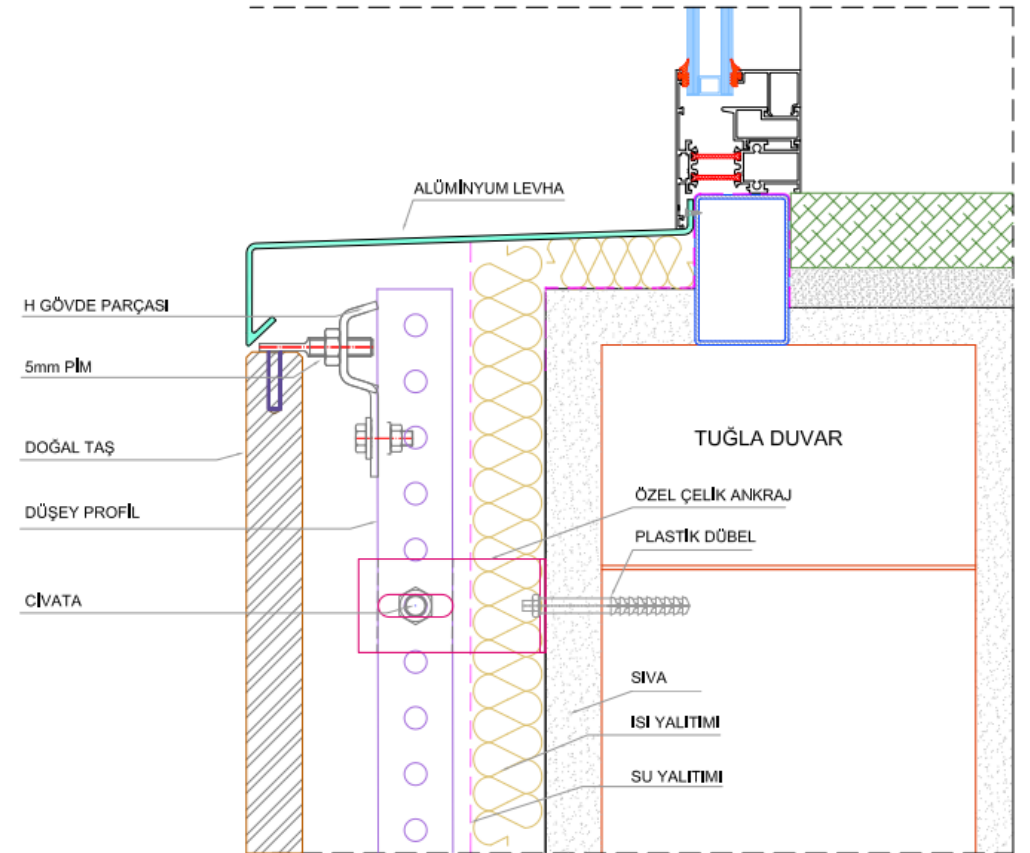 ALÜMİNYUM LEVHA
H GÖVDE PARÇASI
5mm PİM
DOĞAL TAŞ
DÜŞEY PROFİL
CİVATA
TUĞLA DUVAR
ÖZEL ÇELİK ANKRAJ
PLASTİK DÜBEL
SIVA
ISI YALITIMI
SU YALITIMI